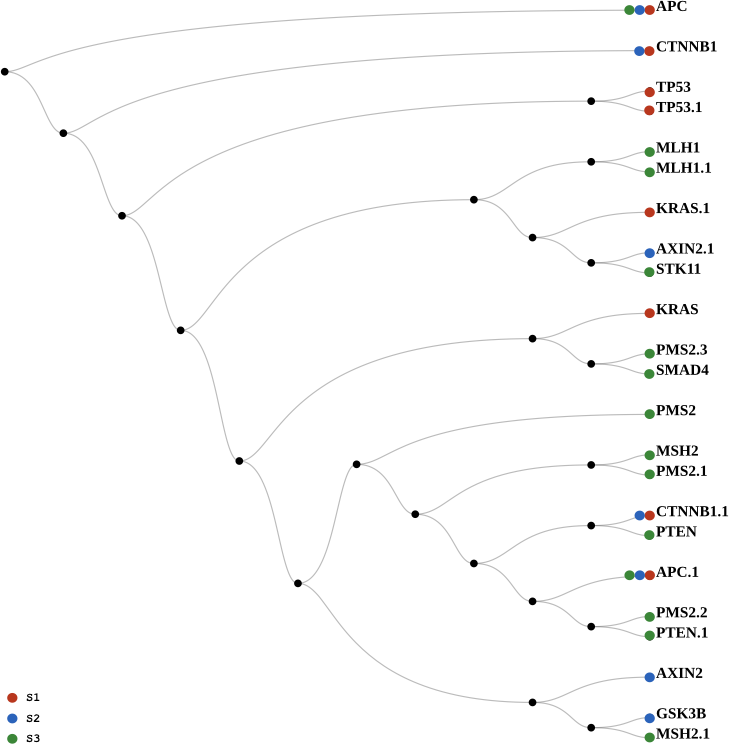 APC
CTNNB1
TP53
TP53.1
MLH1
MLH1.1
KRAS.1
AXIN2.1
STK11
KRAS
PMS2.3
SMAD4
PMS2
MSH2
PMS2.1
CTNNB1.1
PTEN
APC.1
PMS2.2
PTEN.1
AXIN2
GSK3B
MSH2.1
S1
S2
S3